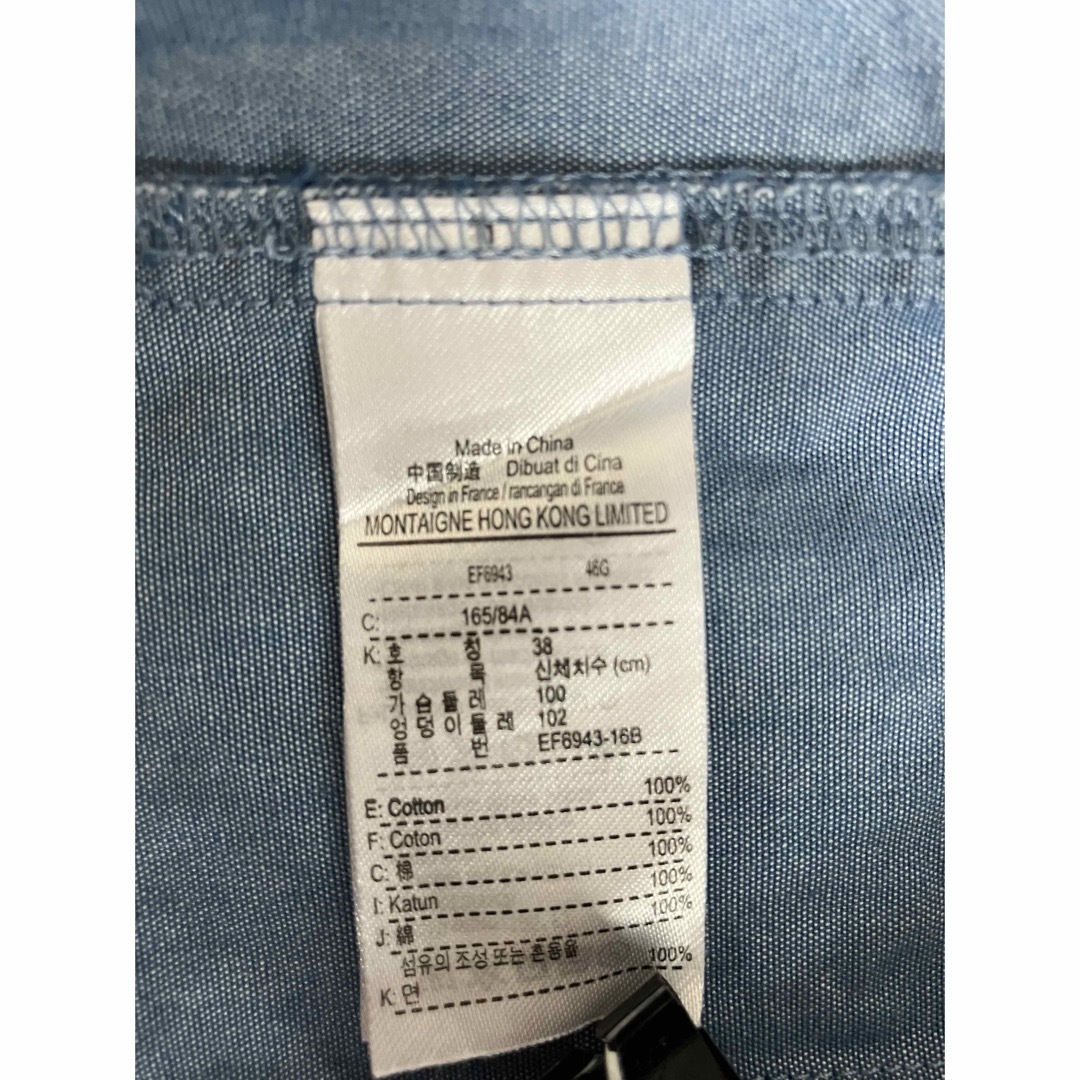 Made in China
中国制造 Dibuat di Cina
Design in France / rancangan di France
MONTAIGNE HONG KONG LIMITED
EF6943 46G
C: 165/84A
K: 호 칭 38
항 목 신체치수 (cm)
가 슴 둘 레 100
엉 덩 이 둘 레 102
품 번 EF6943-16B
E: Cotton 100%
F: Coton 100%
C: 棉 100%
I: Katun 100%
J: 綿 100%
섬유의 조성 또는 혼용율
K: 면 100%